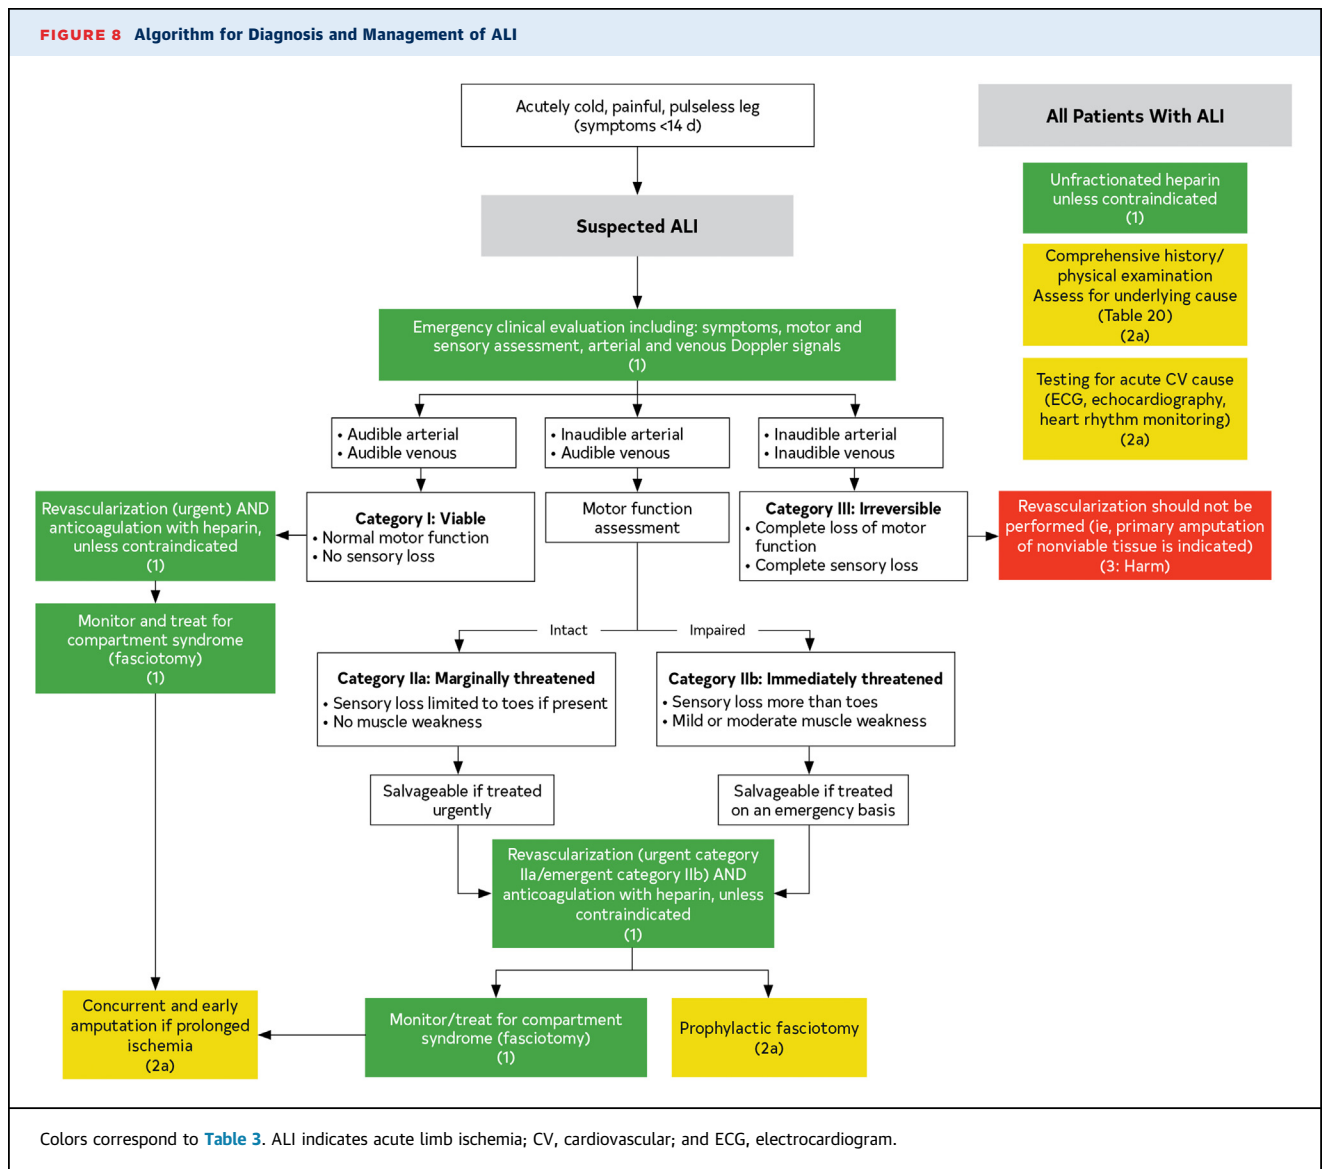 FIGURE 8 Algorithm for Diagnosis and Management of ALI
Acutely cold, painful, pulseless leg
(symptoms <14 d)
Suspected ALI
Emergency clinical evaluation including: symptoms, motor and
sensory assessment, arterial and venous Doppler signals
(1)
All Patients With ALI
Unfractionated heparin
unless contraindicated
(1)
Comprehensive history/
physical examination
Assess for underlying cause
(Table 20)
(2a)
Testing for acute CV cause
(ECG, echocardiography,
heart rhythm monitoring)
(2a)
• Audible arterial
• Audible venous
• Inaudible arterial
• Audible venous
• Inaudible arterial
• Inaudible venous
Revascularization (urgent) AND
anticoagulation with heparin,
unless contraindicated
(1)
Category I: Viable
• Normal motor function
• No sensory loss
Motor function
assessment
Category III: Irreversible
• Complete loss of motor
function
• Complete sensory loss
Revascularization should not be
performed (ie, primary amputation
of nonviable tissue is indicated)
(3: Harm)
Monitor and treat for
compartment syndrome
(fasciotomy)
(1)
Intact
Impaired
Category IIa: Marginally threatened
• Sensory loss limited to toes if present
• No muscle weakness
Category IIb: Immediately threatened
• Sensory loss more than toes
• Mild or moderate muscle weakness
Salvageable if treated
urgently
Salvageable if treated
on an emergency basis
Revascularization (urgent category
IIa/emergent category IIb) AND
anticoagulation with heparin, unless
contraindicated
(1)
Concurrent and early
amputation if prolonged
ischemia
(2a)
Monitor/treat for compartment
syndrome (fasciotomy)
(1)
Prophylactic fasciotomy
(2a)
Colors correspond to Table 3. ALI indicates acute limb ischemia; CV, cardiovascular; and ECG, electrocardiogram.